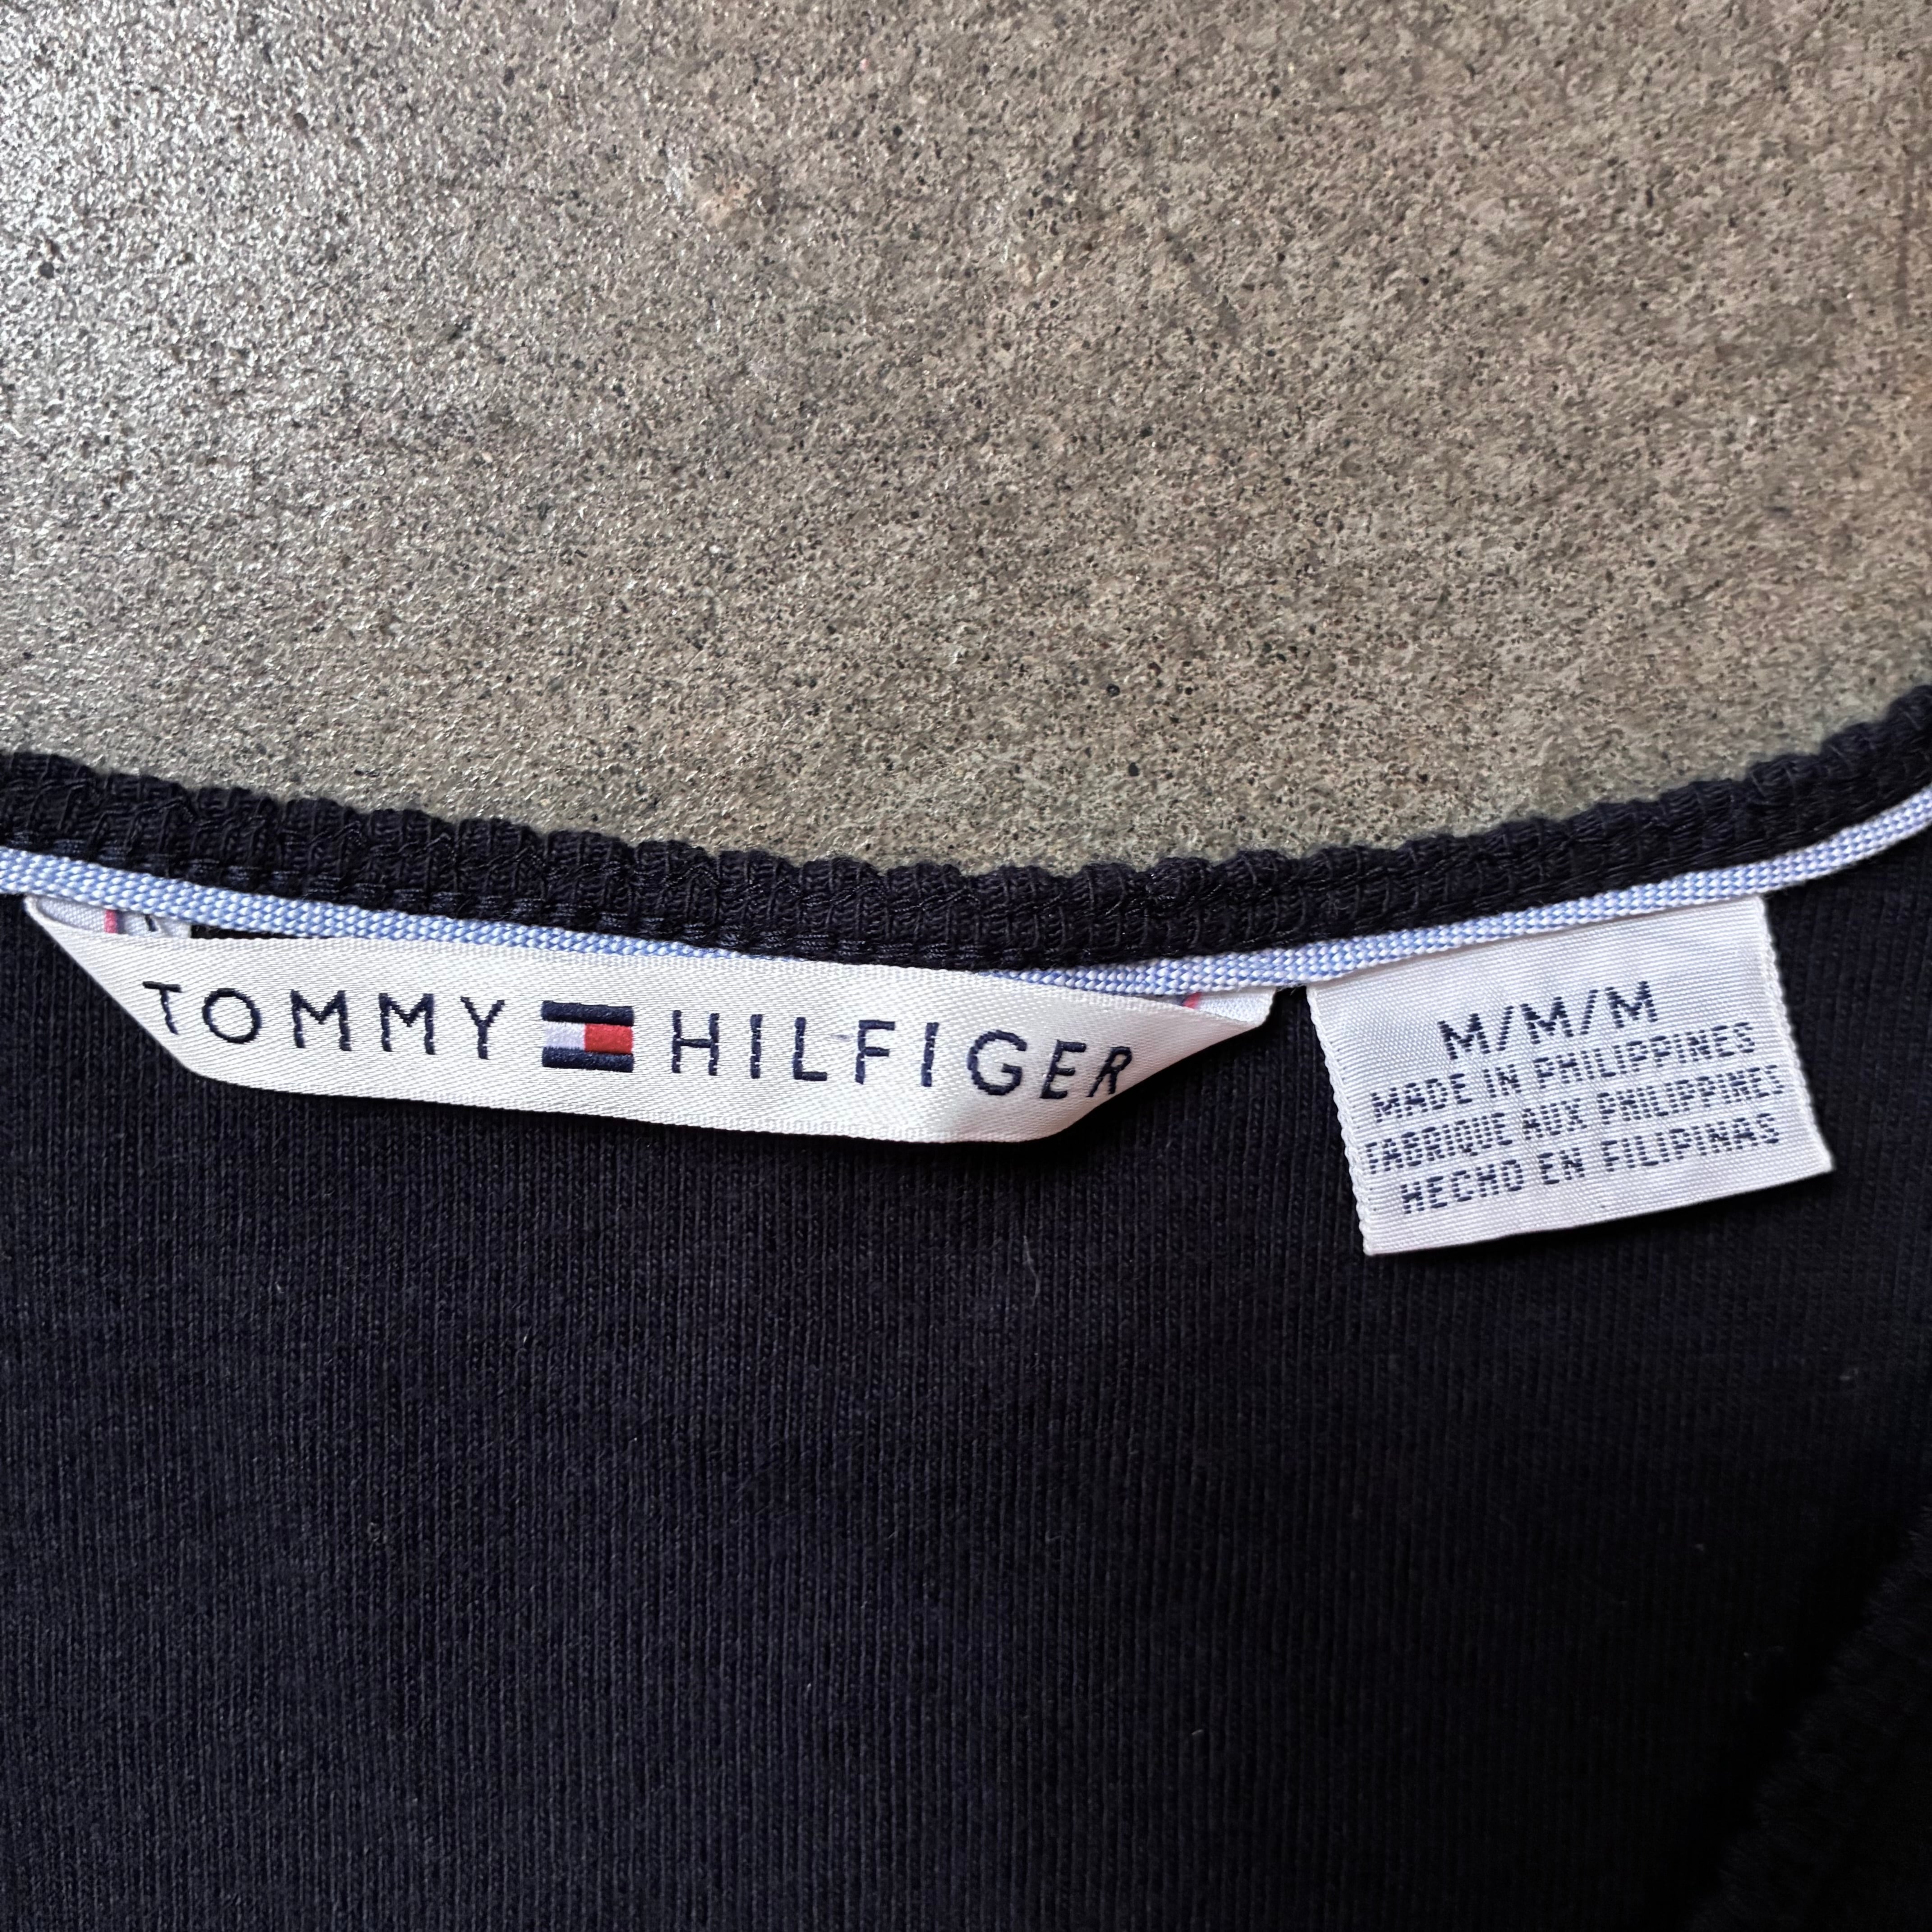 TOMMY HILFIGER
M/M/M
MADE IN PHILIPPINES
FABRIQUE AUX PHILIPPINES
HECHO EN FILIPINAS